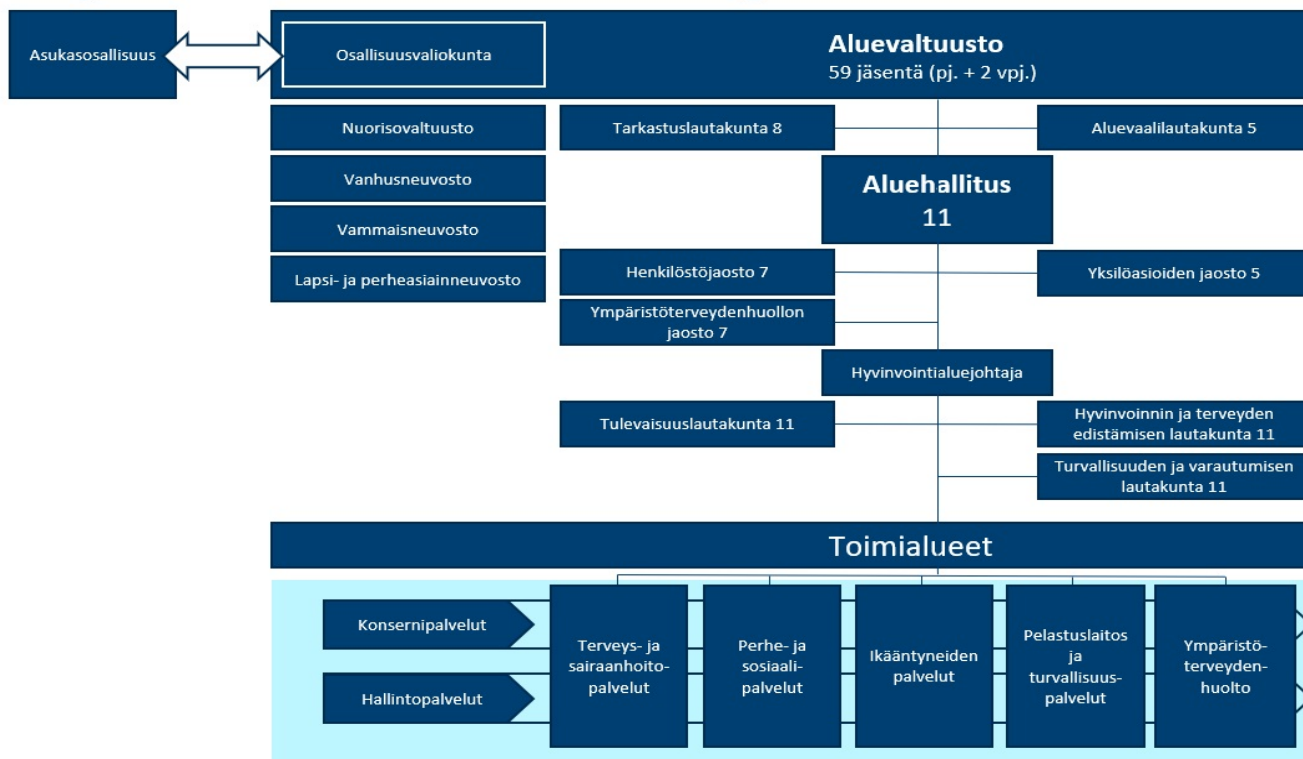 Asukasosallisuus
Osallisuusvaliokunta
Aluevaltuusto
59 jäsentä (pj. + 2 vpj.)
Nuorisovaltuusto
Tarkastuslautakunta 8
Aluevaalilautakunta 5
Vanhusneuvosto
Aluehallitus
11
Vammaisneuvosto
Lapsi- ja perheasiainneuvosto
Henkilöstöjaosto 7
Yksilöasioiden jaosto 5
Ympäristöterveydenhuollon
jaosto 7
Hyvinvointialuejohtaja
Tulevaisuuslautakunta 11
Hyvinvoinnin ja terveyden
edistämisen lautakunta 11
Turvallisuuden ja varautumisen
lautakunta 11
Toimialueet
Konsernipalvelut
Hallintopalvelut
Terveys- ja
sairaanhoito-
palvelut
Perhe- ja
sosiaali-
palvelut
Ikääntyneiden
palvelut
Pelastuslaitos
ja
turvallisuus-
palvelut
Ympäristö-
terveyden-
huolto